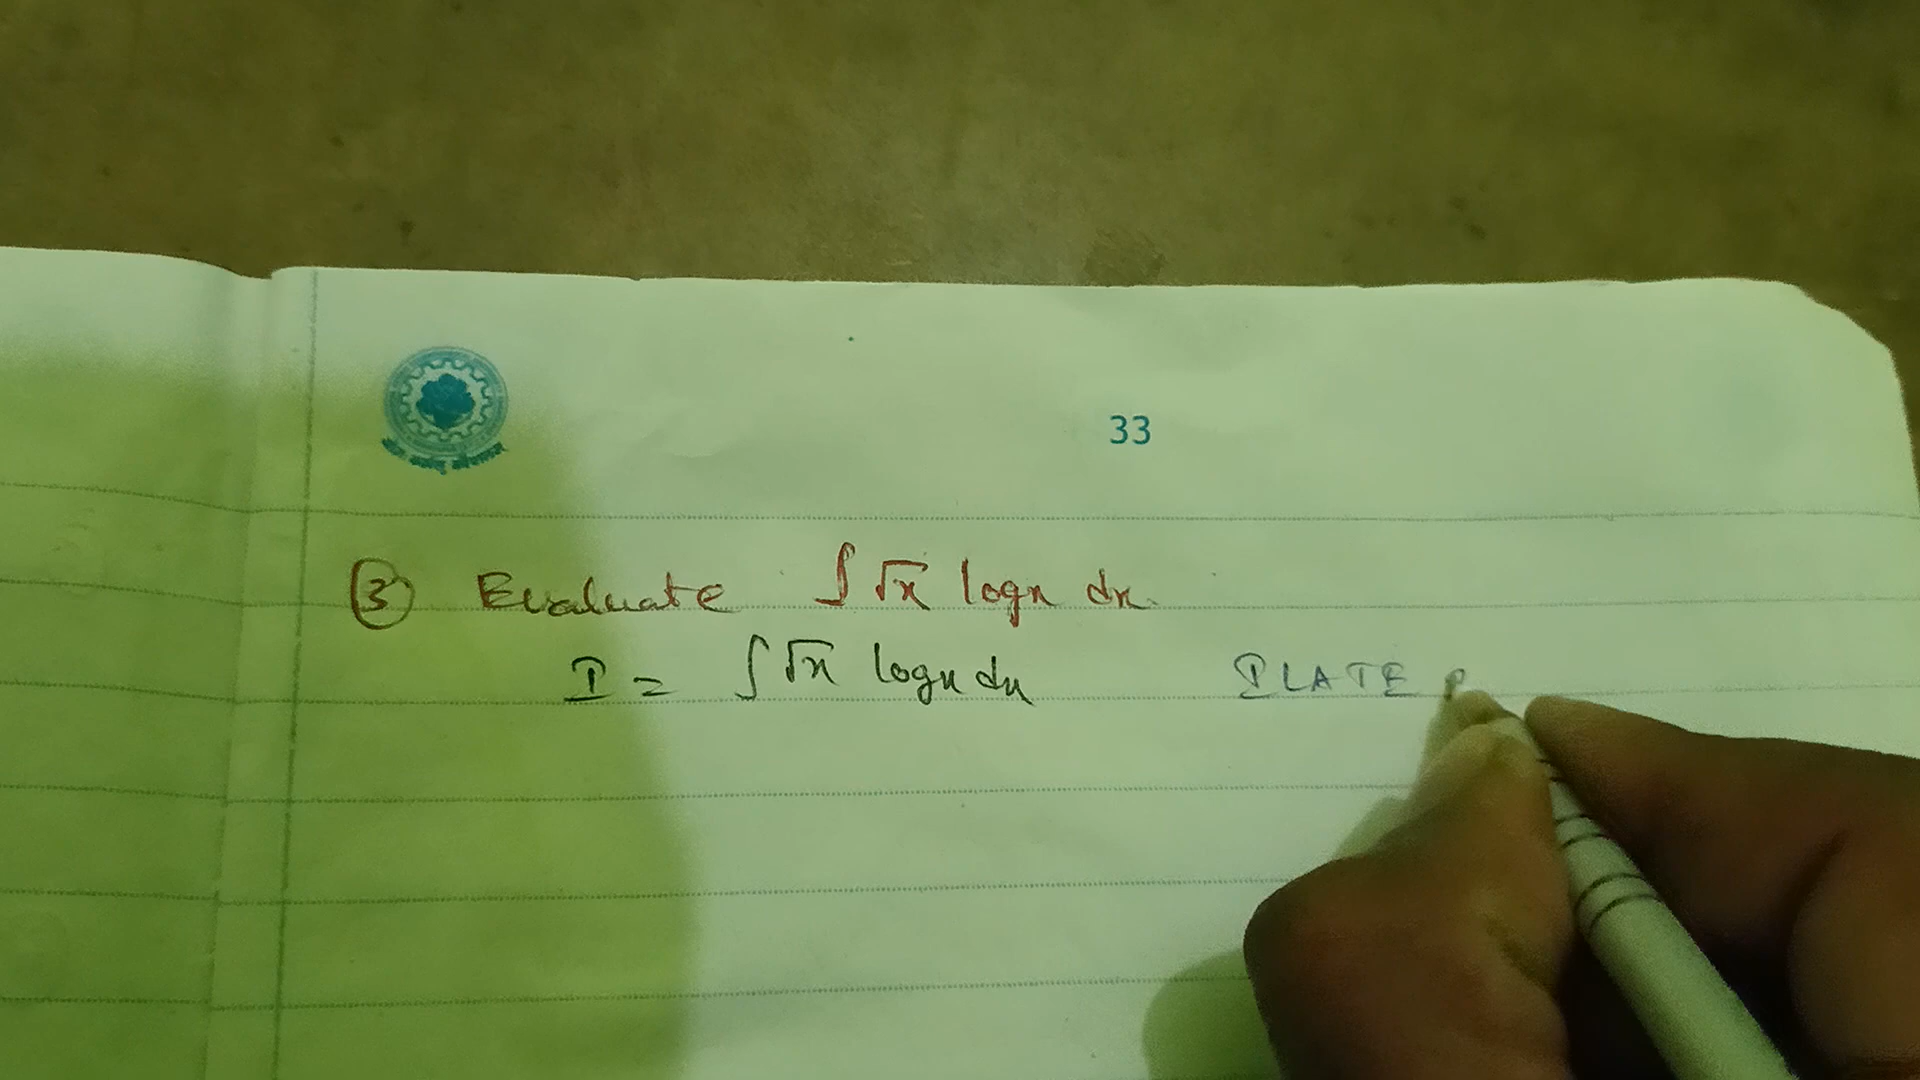 33
③ Evaluate ∫ √x logx dx.
I = ∫ √x logx dx ILATE